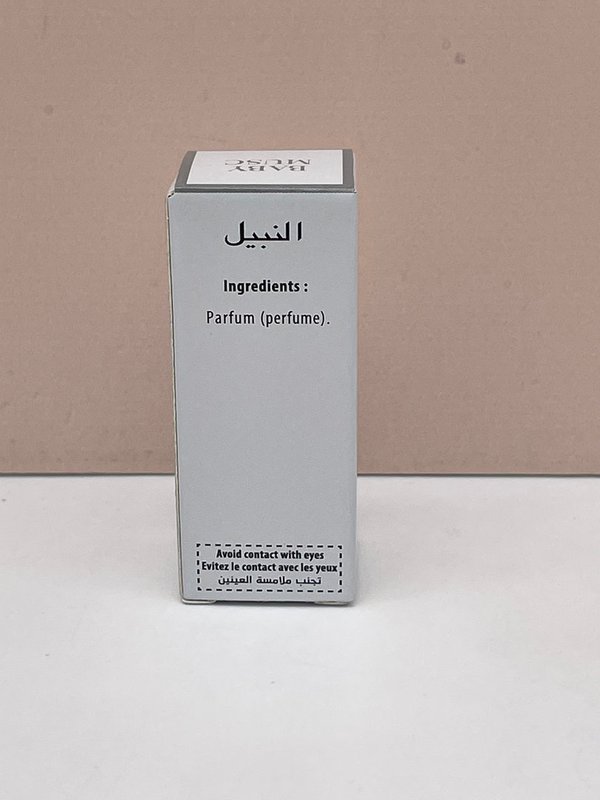 BABY
MUSC
النبيل
Ingredients :
Parfum (perfume).
Avoid contact with eyes
Evitez le contact avec les yeux
تجنب ملامسة العينين